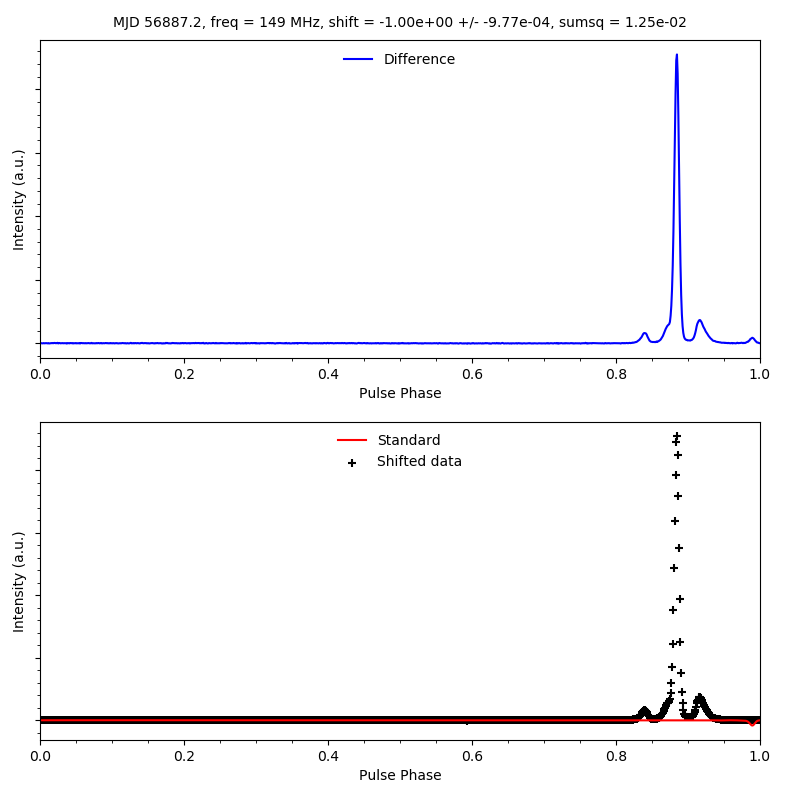 MJD 56887.2, freq = 149 MHz, shift = -1.00e+00 +/- -9.77e-04, sumsq = 1.25e-02
Difference
Intensity (a.u.)
0.0 0.2 0.4 0.6 0.8 1.0
Pulse Phase
Standard
Shifted data
Intensity (a.u.)
0.0 0.2 0.4 0.6 0.8 1.0
Pulse Phase